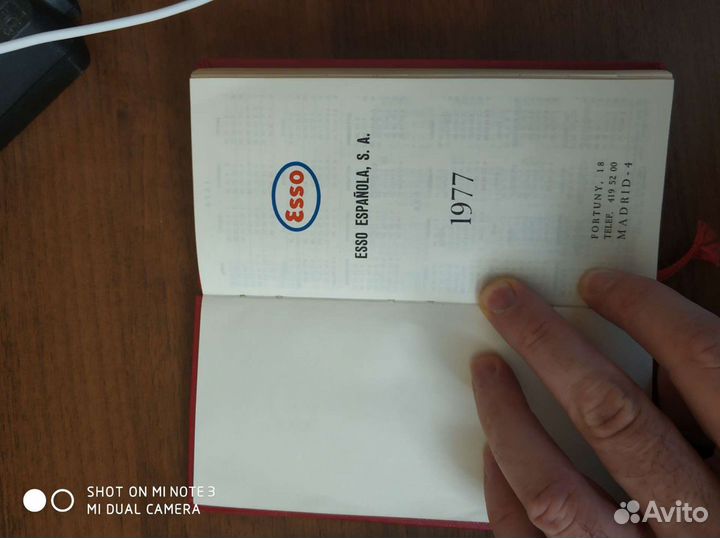 Esso
ESSO ESPAÑOLA, S. A.
1977
FORTUNY, 18
TELEF. 419 52 00
MADRID-4
SHOT ON MI NOTE 3
MI DUAL CAMERA
Avito